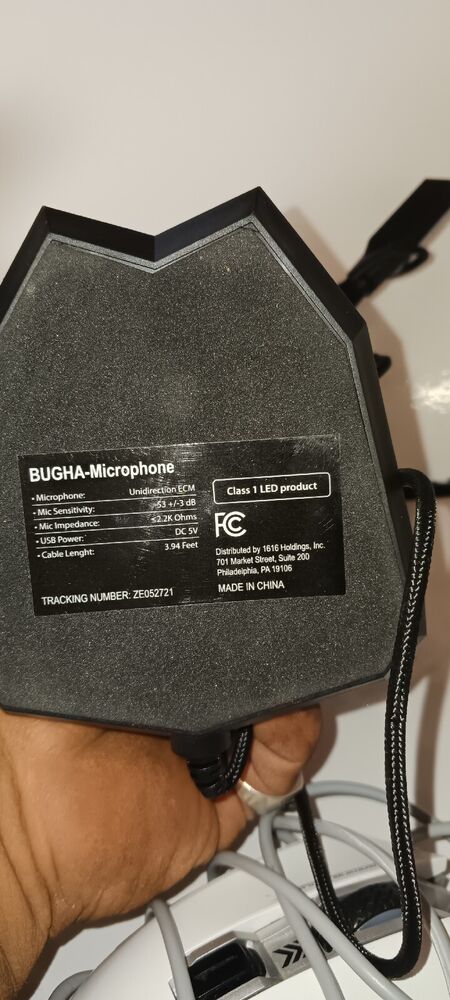 BUGHA-Microphone
• Microphone: Unidirection ECM
• Mic Sensitivity: -53 +/-3 dB
• Mic Impedance: ≤2.2K Ohms
• USB Power: DC 5V
• Cable Lenght: 3.94 Feet
TRACKING NUMBER: ZE052721
Class 1 LED product
FC
Distributed by 1616 Holdings, Inc.
701 Market Street, Suite 200
Philadelphia, PA 19106
MADE IN CHINA